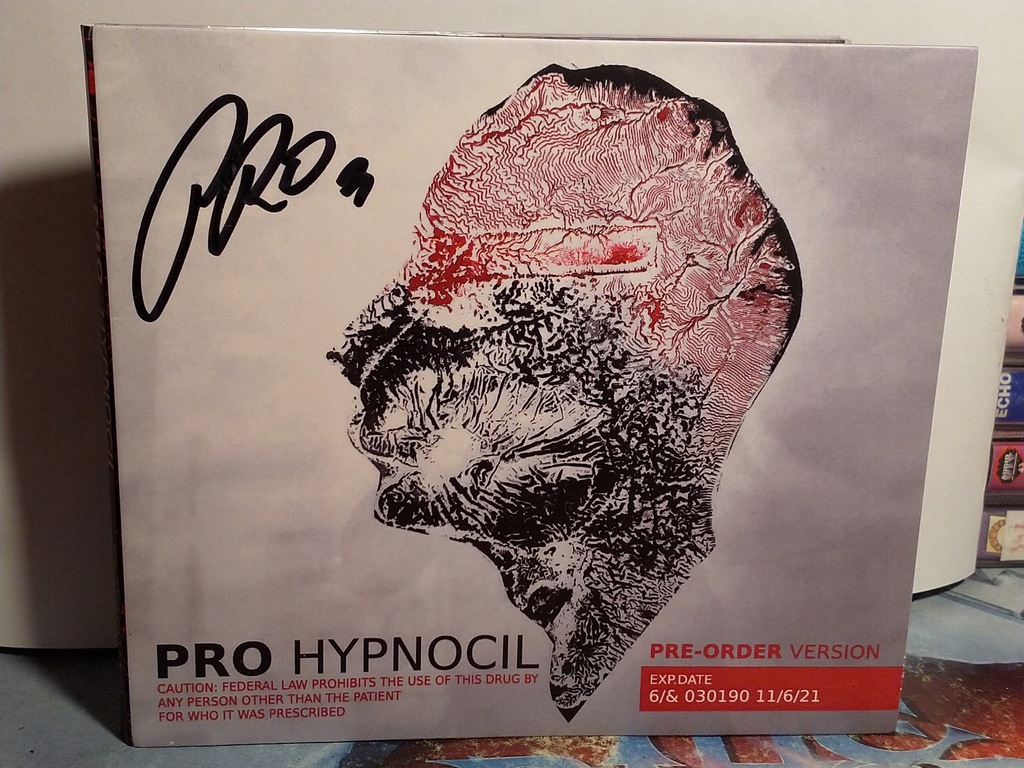 PRO
PRO HYPNOCIL
CAUTION: FEDERAL LAW PROHIBITS THE USE OF THIS DRUG BY
ANY PERSON OTHER THAN THE PATIENT
FOR WHO IT WAS PRESCRIBED
PRE-ORDER VERSION
EXP.DATE
6/& 030190 11/6/21
ECHO